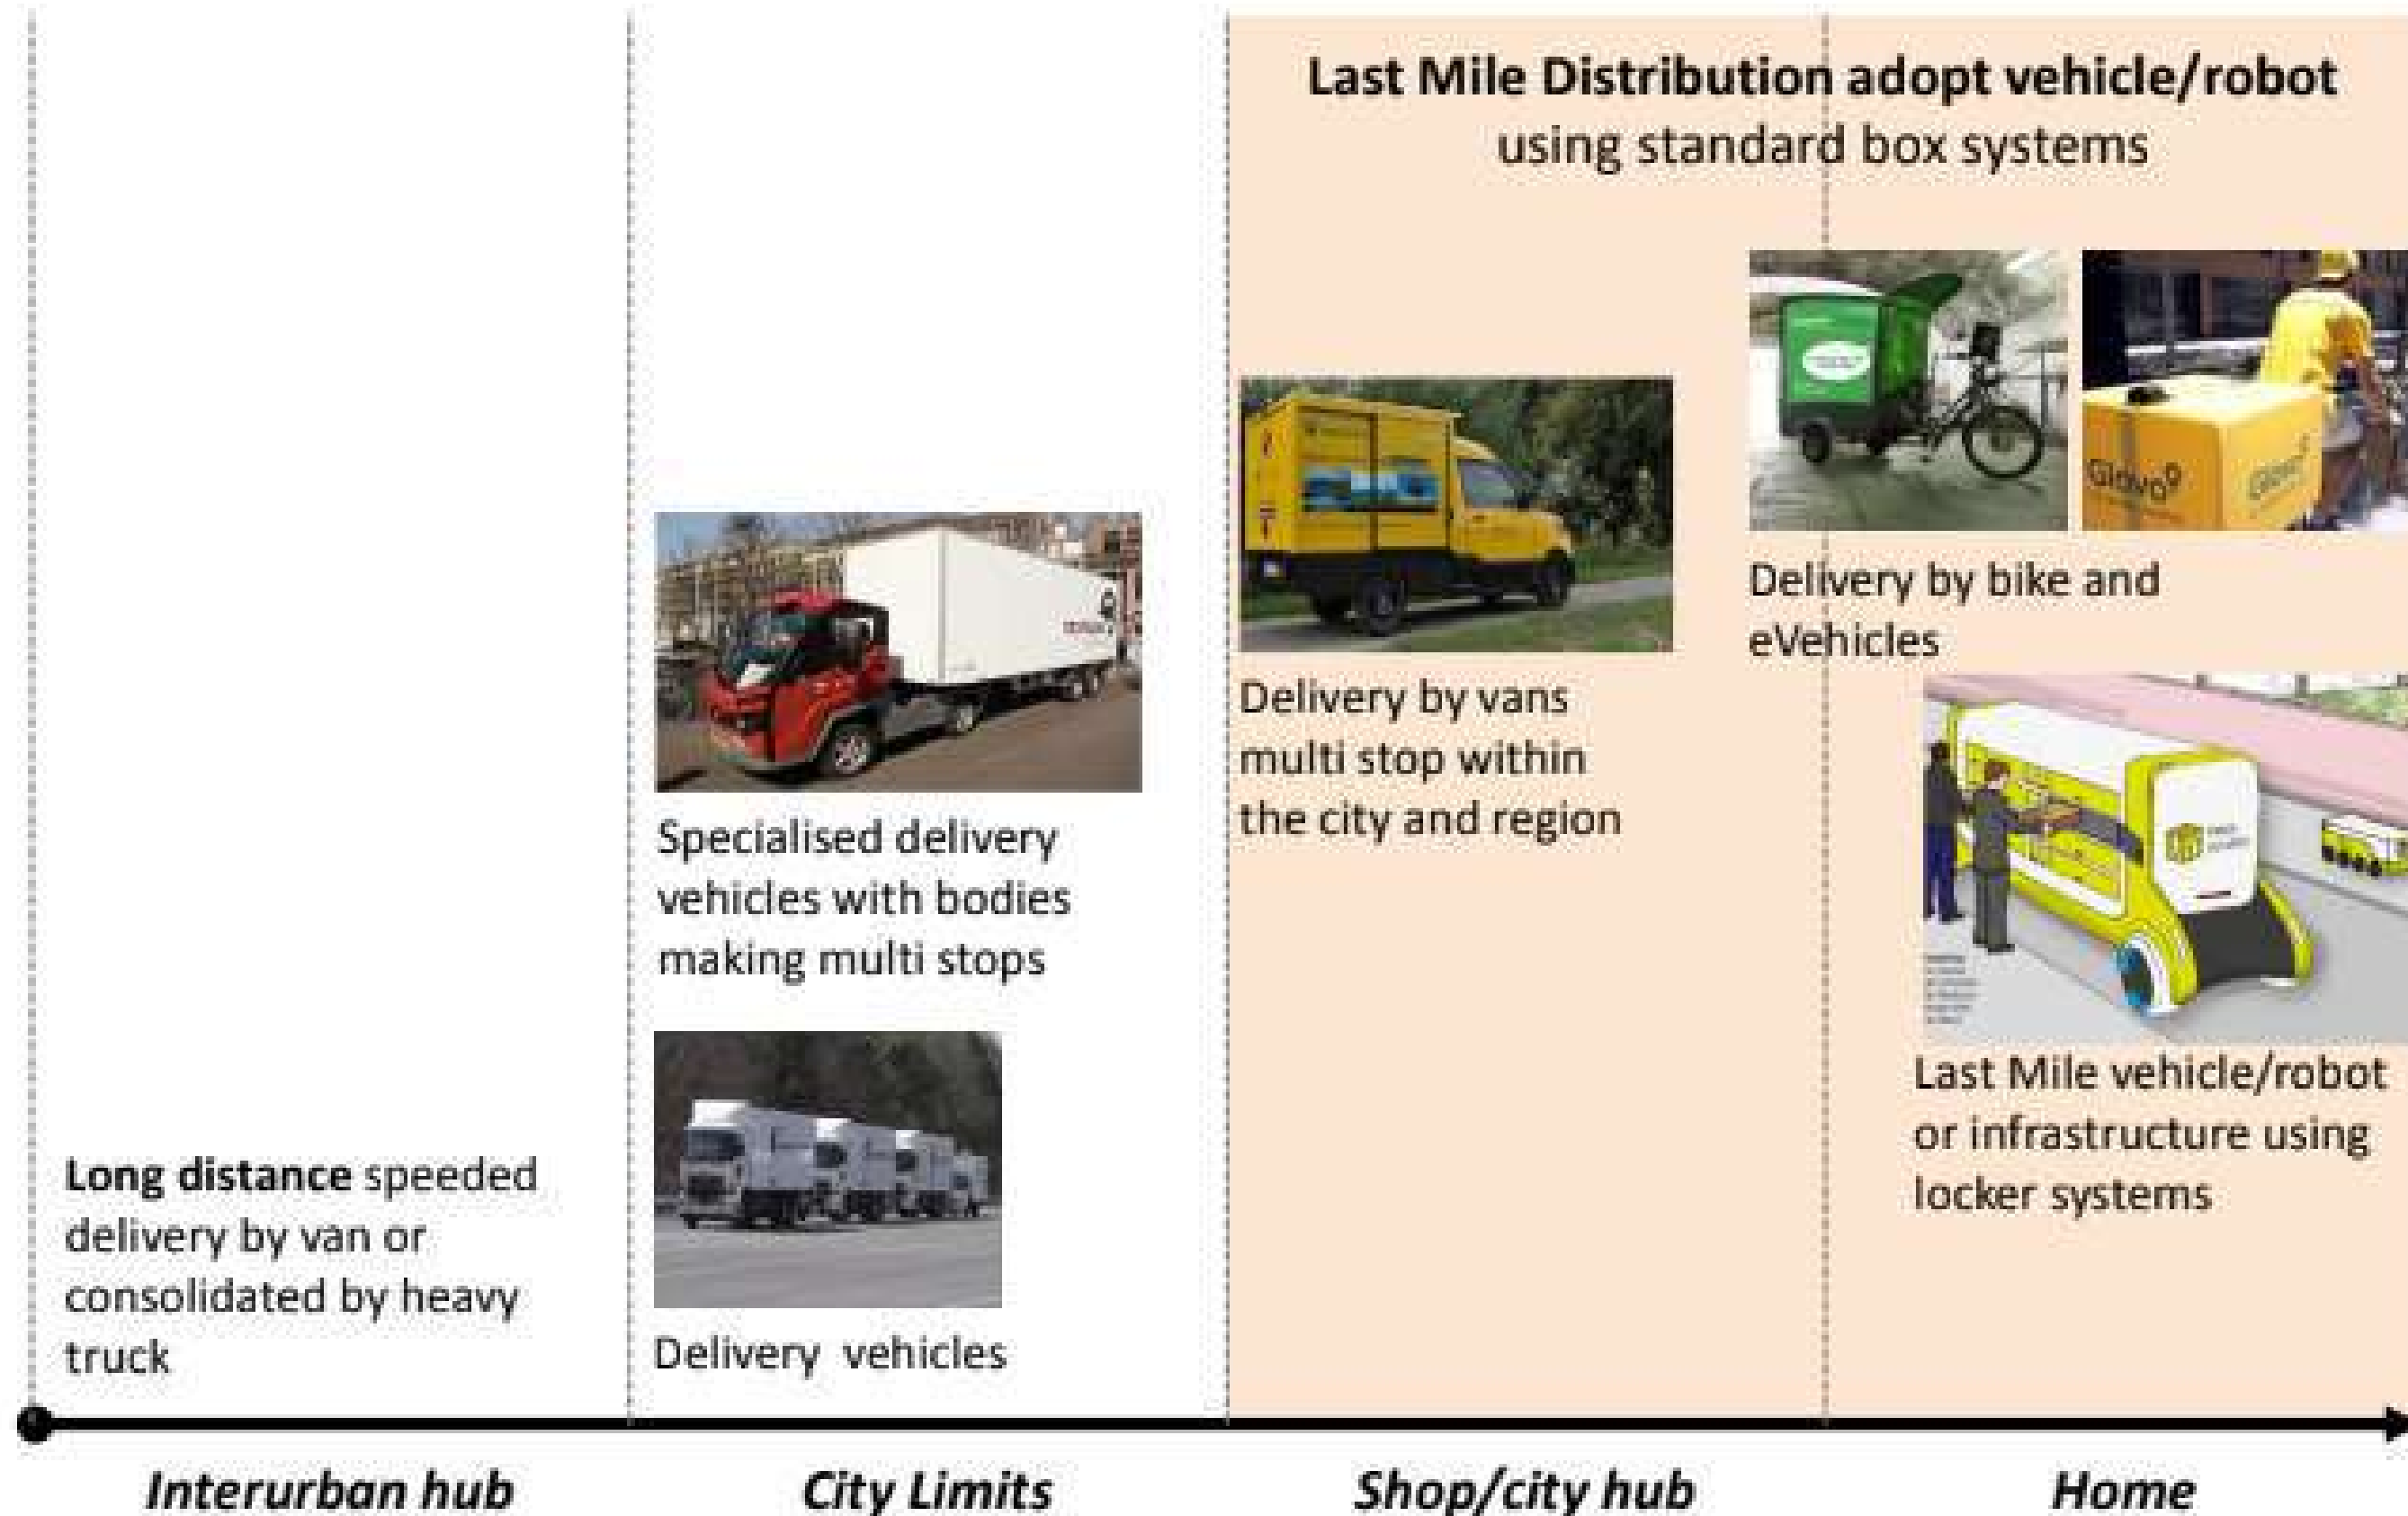 Last Mile Distribution adopt vehicle/robot
using standard box systems
Glovo
Glovo
Delivery by bike and
eVehicles
Delivery by vans
multi stop within
the city and region
Specialised delivery
vehicles with bodies
making multi stops
Last Mile vehicle/robot
or infrastructure using
locker systems
Long distance speeded
delivery by van or
consolidated by heavy
truck
Delivery vehicles
Interurban hub
City Limits
Shop/city hub
Home